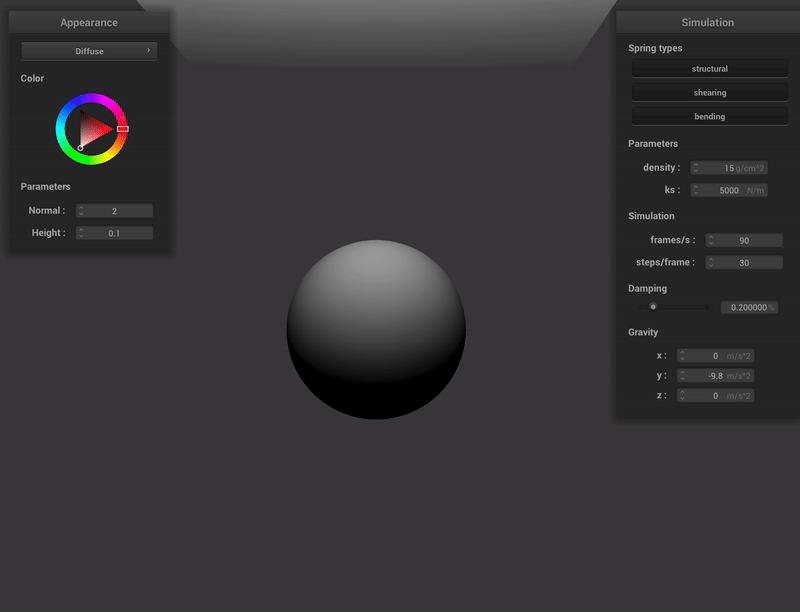 Appearance
Diffuse
Color
Parameters
Normal : 2
Height : 0.1
Simulation
Spring types
structural
shearing
bending
Parameters
density : 15 g/cm^2
ks : 5000 N/m
Simulation
frames/s : 90
steps/frame : 30
Damping
0.200000 %
Gravity
x : 0 m/s^2
y : -9.8 m/s^2
z : 0 m/s^2